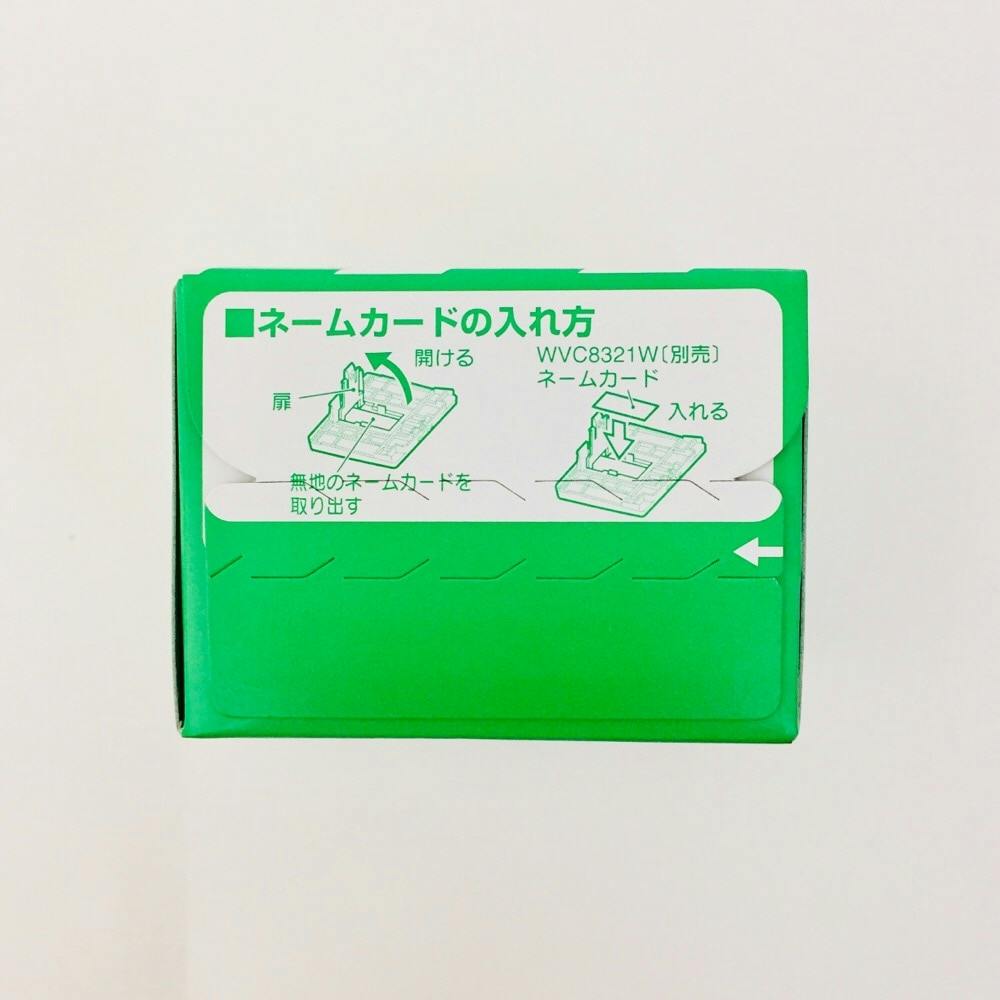 ■ネームカードの入れ方
開ける
扉
無地のネームカードを
取り出す
WVC8321W〔別売〕
ネームカード
入れる